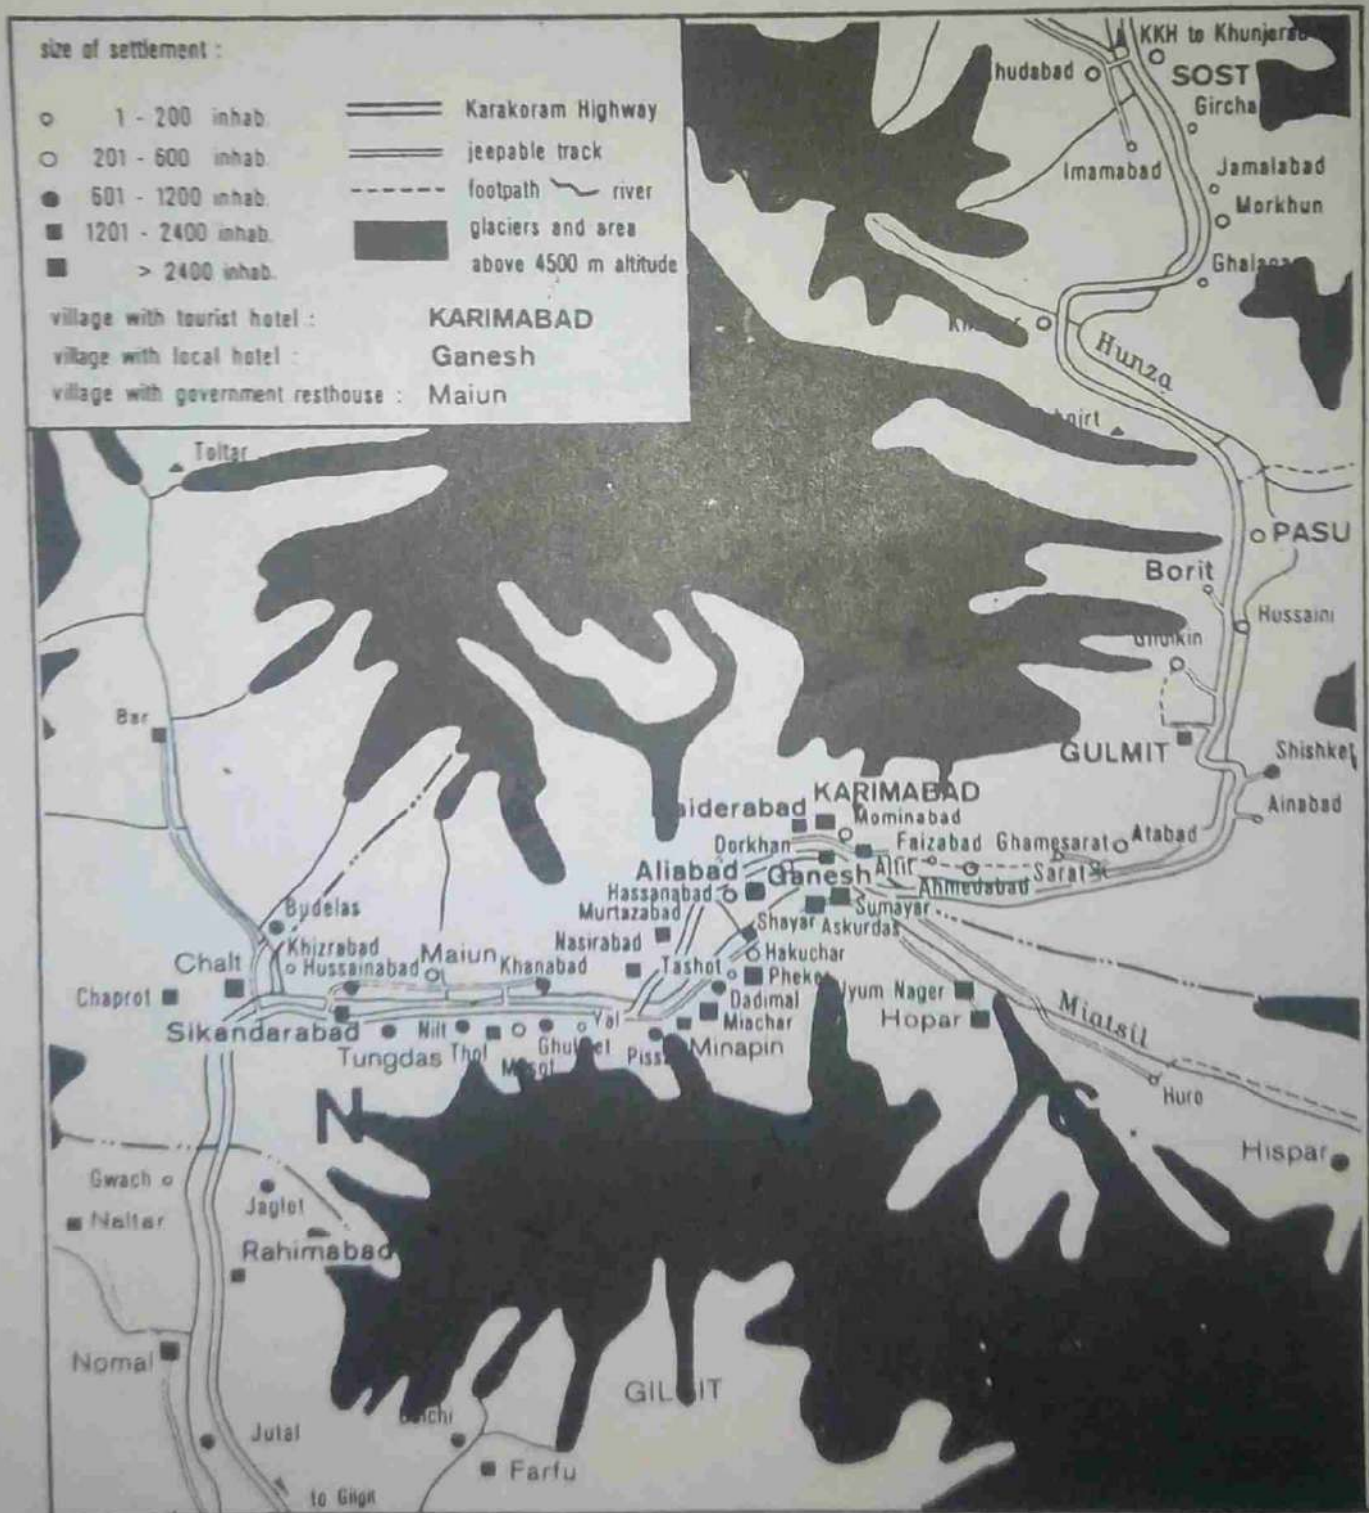 size of settlement :
1 - 200 inhab.
201 - 600 inhab.
601 - 1200 inhab.
1201 - 2400 inhab.
> 2400 inhab.
Karakoram Highway
jeepable track
footpath river
glaciers and area
above 4500 m altitude
village with tourist hotel : KARIMABAD
village with local hotel : Ganesh
village with government resthouse : Maiun
KKH to
SOST
Gircha
Imamabad
Jamalabad
Morkhun
Hunza
Toltar
PASU
Borit
Hussaini
Bar
GULMIT
Shishket
Ainabad
KARIMABAD
Mominabad
Dorkhan
Faizabad
Ghamesarat
Atabad
Aliabad
Ganesh
Altit
Sarat
Hassanabad
Ahmedabad
Murtazabad
Sumayar
Shayar
Askurdas
Bydelas
Nasirabad
Hakuchar
Khizrabad
Maiun
Chalt
Hussainabad
Khanabad
Tashot
Chaprot
Dadimal
Nyum Nager
Miatsil
Hopar
Miachar
Sikandarabad
Nilt
Yal
Tungdas
Thol
Minapin
Huro
N
Hispar
Gwach
Jaglot
Naltar
Rahimabad
Nomal
Jutal
Farfu
to Gilgit